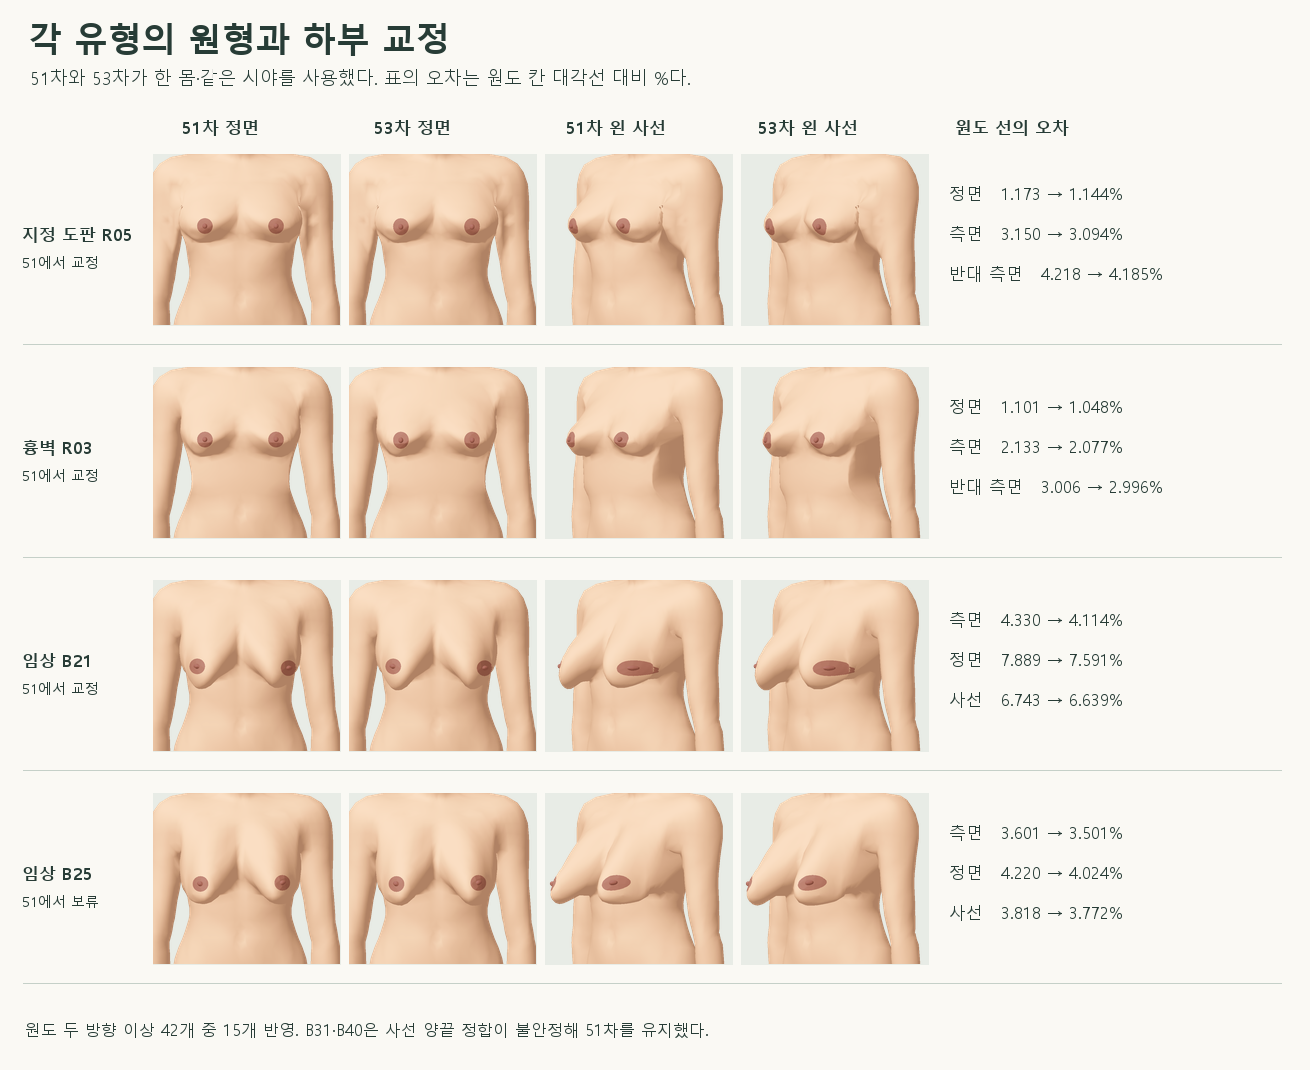 각 유형의 원형과 하부 교정
51차와 53차가 한 몸·같은 시야를 사용했다. 표의 오차는 원도 칸 대각선 대비 %다.
51차 정면 53차 정면 51차 왼 사선 53차 왼 사선 원도 선의 오차
지정 도판 R05
51에서 교정
정면 1.173 → 1.144%
측면 3.150 → 3.094%
반대 측면 4.218 → 4.185%
흉벽 R03
51에서 교정
정면 1.101 → 1.048%
측면 2.133 → 2.077%
반대 측면 3.006 → 2.996%
임상 B21
51에서 교정
측면 4.330 → 4.114%
정면 7.889 → 7.591%
사선 6.743 → 6.639%
임상 B25
51에서 보류
측면 3.601 → 3.501%
정면 4.220 → 4.024%
사선 3.818 → 3.772%
원도 두 방향 이상 42개 중 15개 반영. B31·B40은 사선 양끝 정합이 불안정해 51차를 유지했다.